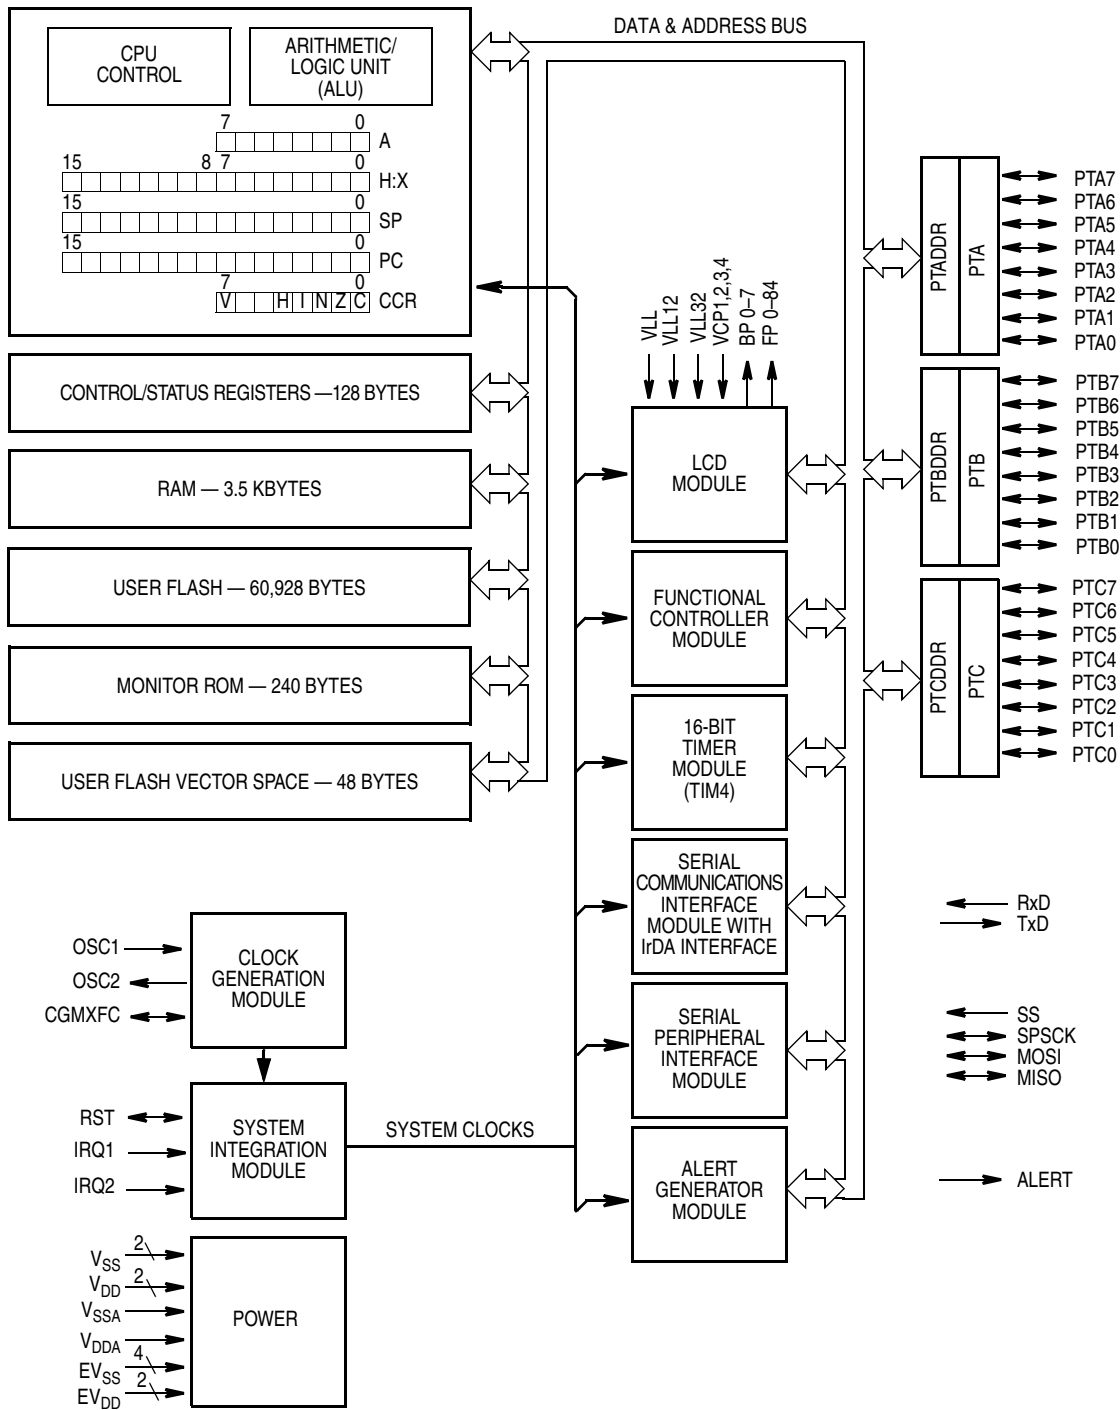 DATA & ADDRESS BUS
CPU
CONTROL
ARITHMETIC/
LOGIC UNIT
(ALU)
7 0
A
15 8 7 0
H:X
15 0
SP
15 0
PC
7 0
V H I N Z C CCR
CONTROL/STATUS REGISTERS —128 BYTES
RAM — 3.5 KBYTES
USER FLASH — 60,928 BYTES
MONITOR ROM — 240 BYTES
USER FLASH VECTOR SPACE — 48 BYTES
OSC1
OSC2
CGMXFC
CLOCK
GENERATION
MODULE
RST
IRQ1
IRQ2
SYSTEM
INTEGRATION
MODULE
SYSTEM CLOCKS
VSS 2
VDD 2
VSSA
VDDA
EVSS 4
EVDD 2
POWER
VLL
VLL12
VLL32
VCP1,2,3,4
BP 0–7
FP 0–84
LCD
MODULE
FUNCTIONAL
CONTROLLER
MODULE
16-BIT
TIMER
MODULE
(TIM4)
SERIAL
COMMUNICATIONS
INTERFACE
MODULE WITH
IrDA INTERFACE
SERIAL
PERIPHERAL
INTERFACE
MODULE
ALERT
GENERATOR
MODULE
PTADDR
PTA
PTA7
PTA6
PTA5
PTA4
PTA3
PTA2
PTA1
PTA0
PTBDDR
PTB
PTB7
PTB6
PTB5
PTB4
PTB3
PTB2
PTB1
PTB0
PTCDDR
PTC
PTC7
PTC6
PTC5
PTC4
PTC3
PTC2
PTC1
PTC0
RxD
TxD
SS
SPSCK
MOSI
MISO
ALERT